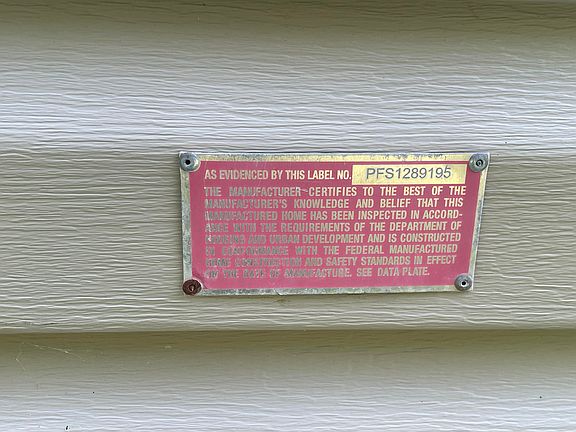 AS EVIDENCED BY THIS LABEL NO. PFS1289195
THE MANUFACTURER CERTIFIES TO THE BEST OF THE
MANUFACTURER'S KNOWLEDGE AND BELIEF THAT THIS
MANUFACTURED HOME HAS BEEN INSPECTED IN ACCORD-
ANCE WITH THE REQUIREMENTS OF THE DEPARTMENT OF
HOUSING AND URBAN DEVELOPMENT AND IS CONSTRUCTED
IN CONFORMANCE WITH THE FEDERAL MANUFACTURED
HOME CONSTRUCTION AND SAFETY STANDARDS IN EFFECT
ON THE DATE OF MANUFACTURE. SEE DATA PLATE.